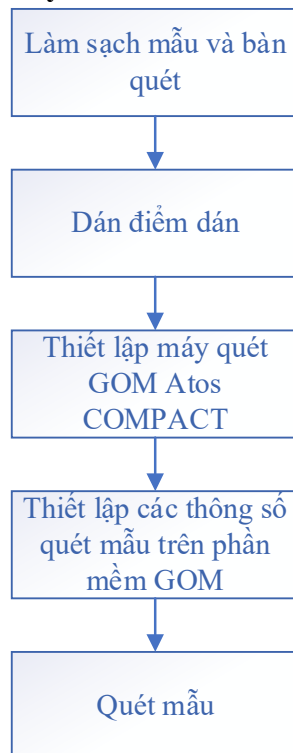 Làm sạch mẫu và bàn
quét
Dán điểm dán
Thiết lập máy quét
GOM Atos
COMPACT
Thiết lập các thông số
quét mẫu trên phần
mềm GOM
Quét mẫu